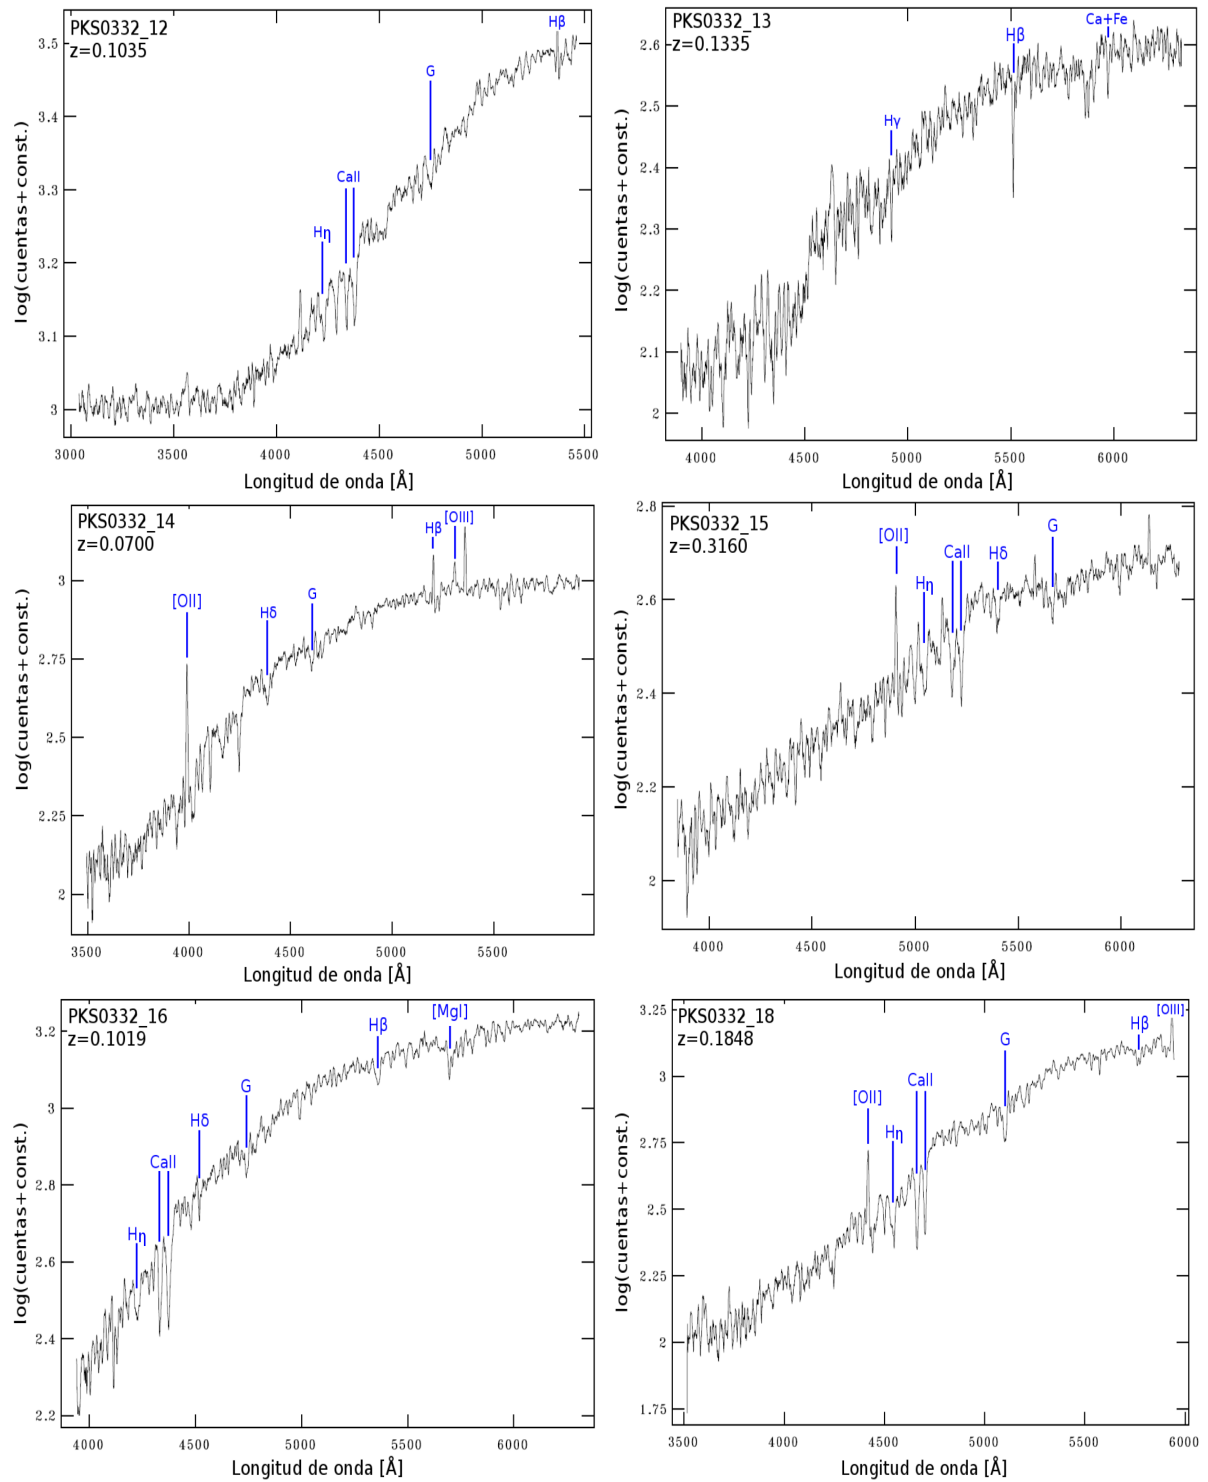 PKS0332_12
z=0.1035
Hβ
G
CaII
Hη
3.5
3.4
3.3
3.2
3.1
3
log(cuentas+const.)
3000 3500 4000 4500 5000 5500
Longitud de onda [Å]
PKS0332_13
z=0.1335
Ca+Fe
Hβ
Hγ
2.6
2.5
2.4
2.3
2.2
2.1
2
log(cuentas+const.)
4000 4500 5000 5500 6000
Longitud de onda [Å]
PKS0332_14
z=0.0700
[OIII]
Hβ
[OII]
Hδ
G
3
2.75
2.5
2.25
2
log(cuentas+const.)
3500 4000 4500 5000 5500
Longitud de onda [Å]
PKS0332_15
z=0.3160
[OII]
Hη
CaII
Hδ
G
2.8
2.6
2.4
2.2
2
log(cuentas+const.)
4000 4500 5000 5500 6000
Longitud de onda [Å]
PKS0332_16
z=0.1019
[MgI]
Hβ
G
Hδ
CaII
Hη
3.2
3
2.8
2.6
2.4
2.2
log(cuentas+const.)
4000 4500 5000 5500 6000
Longitud de onda [Å]
PKS0332_18
z=0.1848
[OIII]
Hβ
G
CaII
[OII]
Hη
3.25
3
2.75
2.5
2.25
2
1.75
log(cuentas+const.)
3500 4000 4500 5000 5500 6000
Longitud de onda [Å]